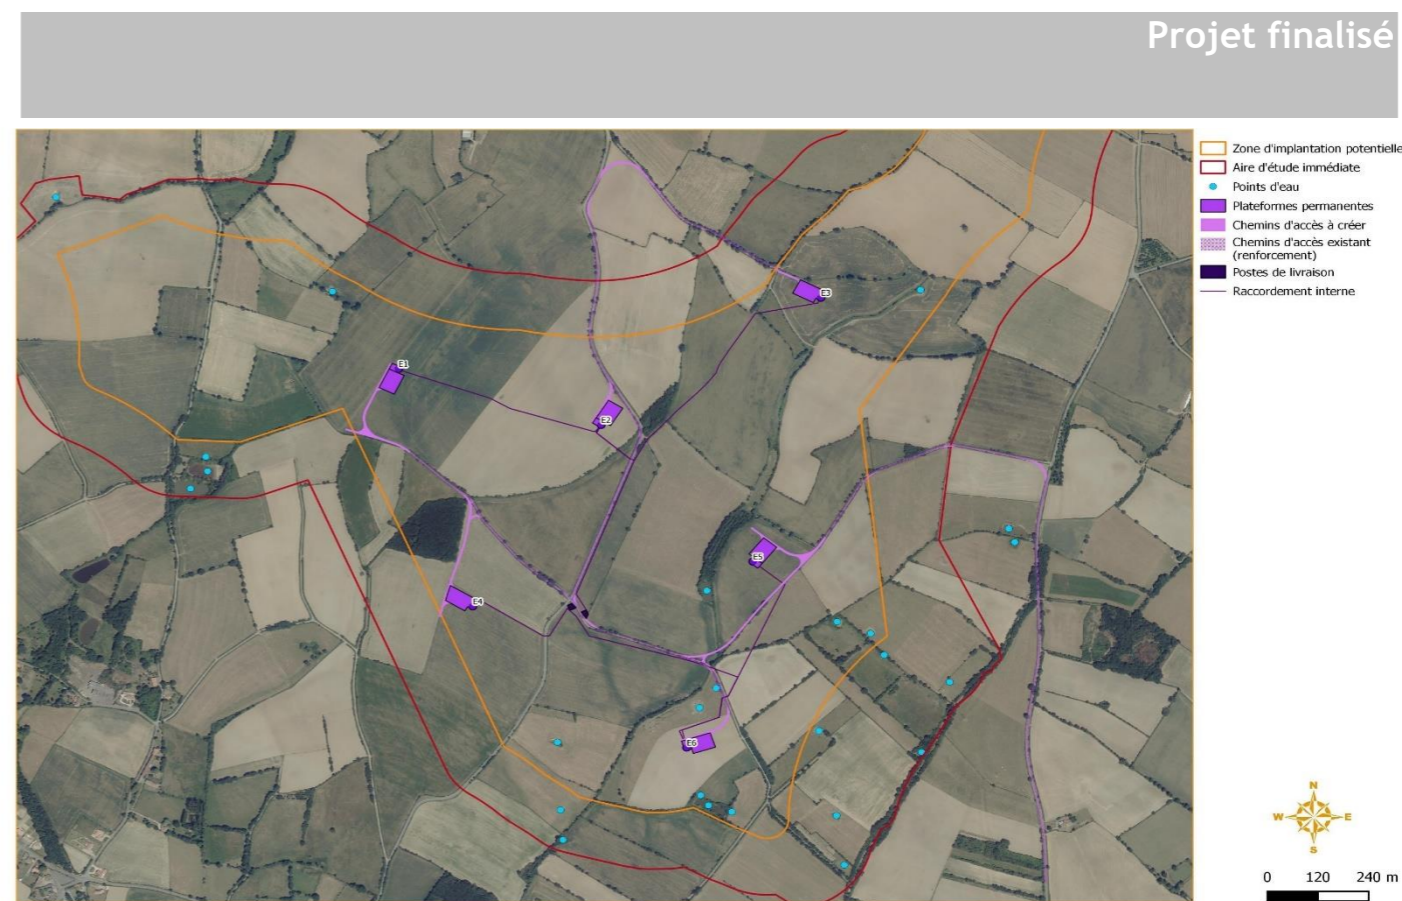 Projet finalisé
Zone d'implantation potentielle
Aire d'étude immédiate
Points d'eau
Plateformes permanentes
Chemins d'accès à créer
Chemins d'accès existant
(renforcement)
Postes de livraison
Raccordement interne
E3
E1
E2
E5
E4
E6
N
W E
S
0 120 240 m